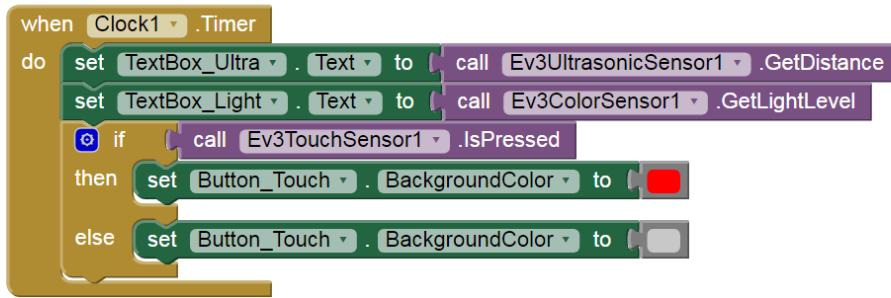 when Clock1 .Timer
do set TextBox_Ultra . Text to call Ev3UltrasonicSensor1 .GetDistance
set TextBox_Light . Text to call Ev3ColorSensor1 .GetLightLevel
if call Ev3TouchSensor1 .IsPressed
then set Button_Touch . BackgroundColor to
else set Button_Touch . BackgroundColor to